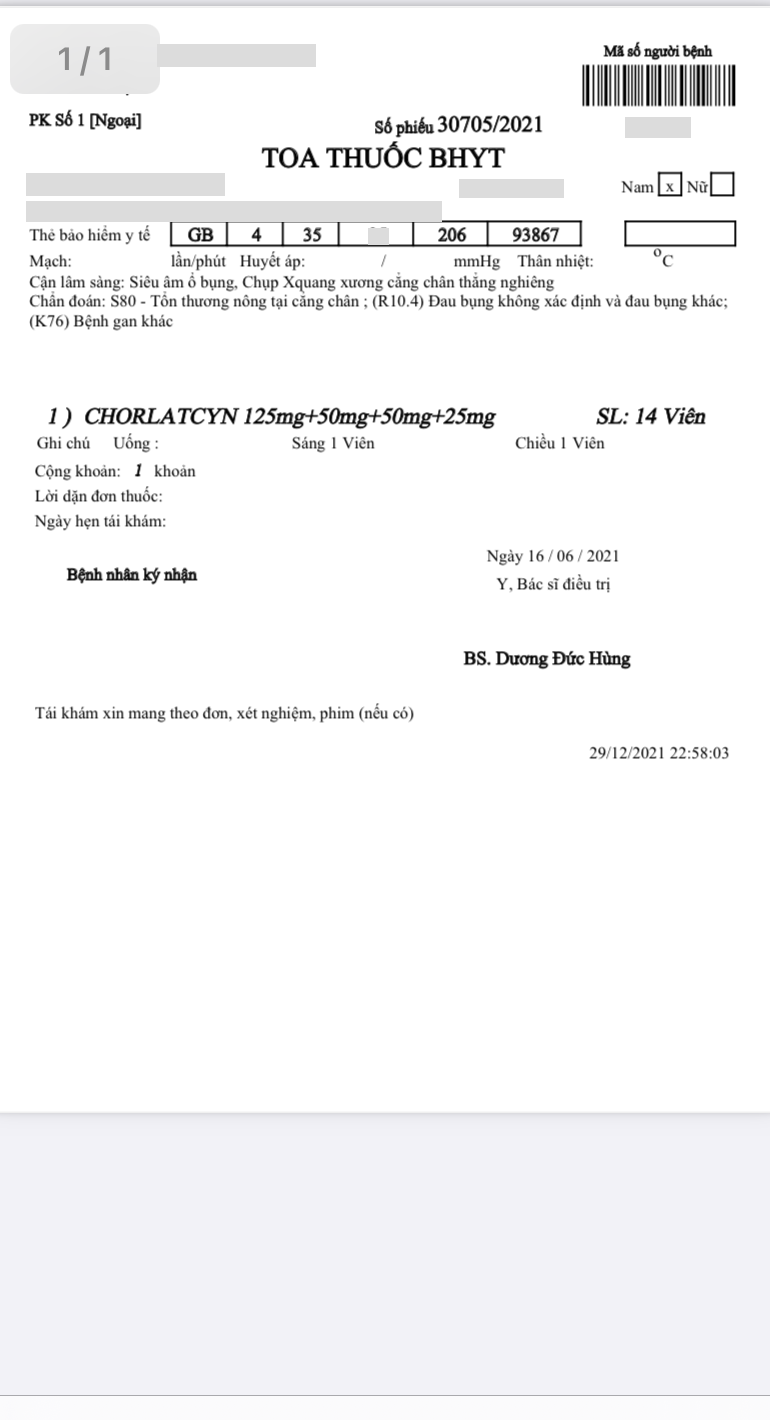 1/1
Mã số người bệnh
PK Số 1 [Ngoại]
Số phiếu 30705/2021
TOA THUỐC BHYT
Nam x Nữ
Thẻ bảo hiểm y tế GB 4 35 206 93867
Mạch: lần/phút Huyết áp: / mmHg Thân nhiệt: °C
Cận lâm sàng: Siêu âm ổ bụng, Chụp Xquang xương cẳng chân thẳng nghiêng
Chẩn đoán: S80 - Tổn thương nông tại cẳng chân ; (R10.4) Đau bụng không xác định và đau bụng khác;
(K76) Bệnh gan khác
1 ) CHORLATCYN 125mg+50mg+50mg+25mg SL: 14 Viên
Ghi chú Uống : Sáng 1 Viên Chiều 1 Viên
Cộng khoản: 1 khoản
Lời dặn đơn thuốc:
Ngày hẹn tái khám:
Ngày 16 / 06 / 2021
Bệnh nhân ký nhận
Y, Bác sĩ điều trị
BS. Dương Đức Hùng
Tái khám xin mang theo đơn, xét nghiệm, phim (nếu có)
29/12/2021 22:58:03